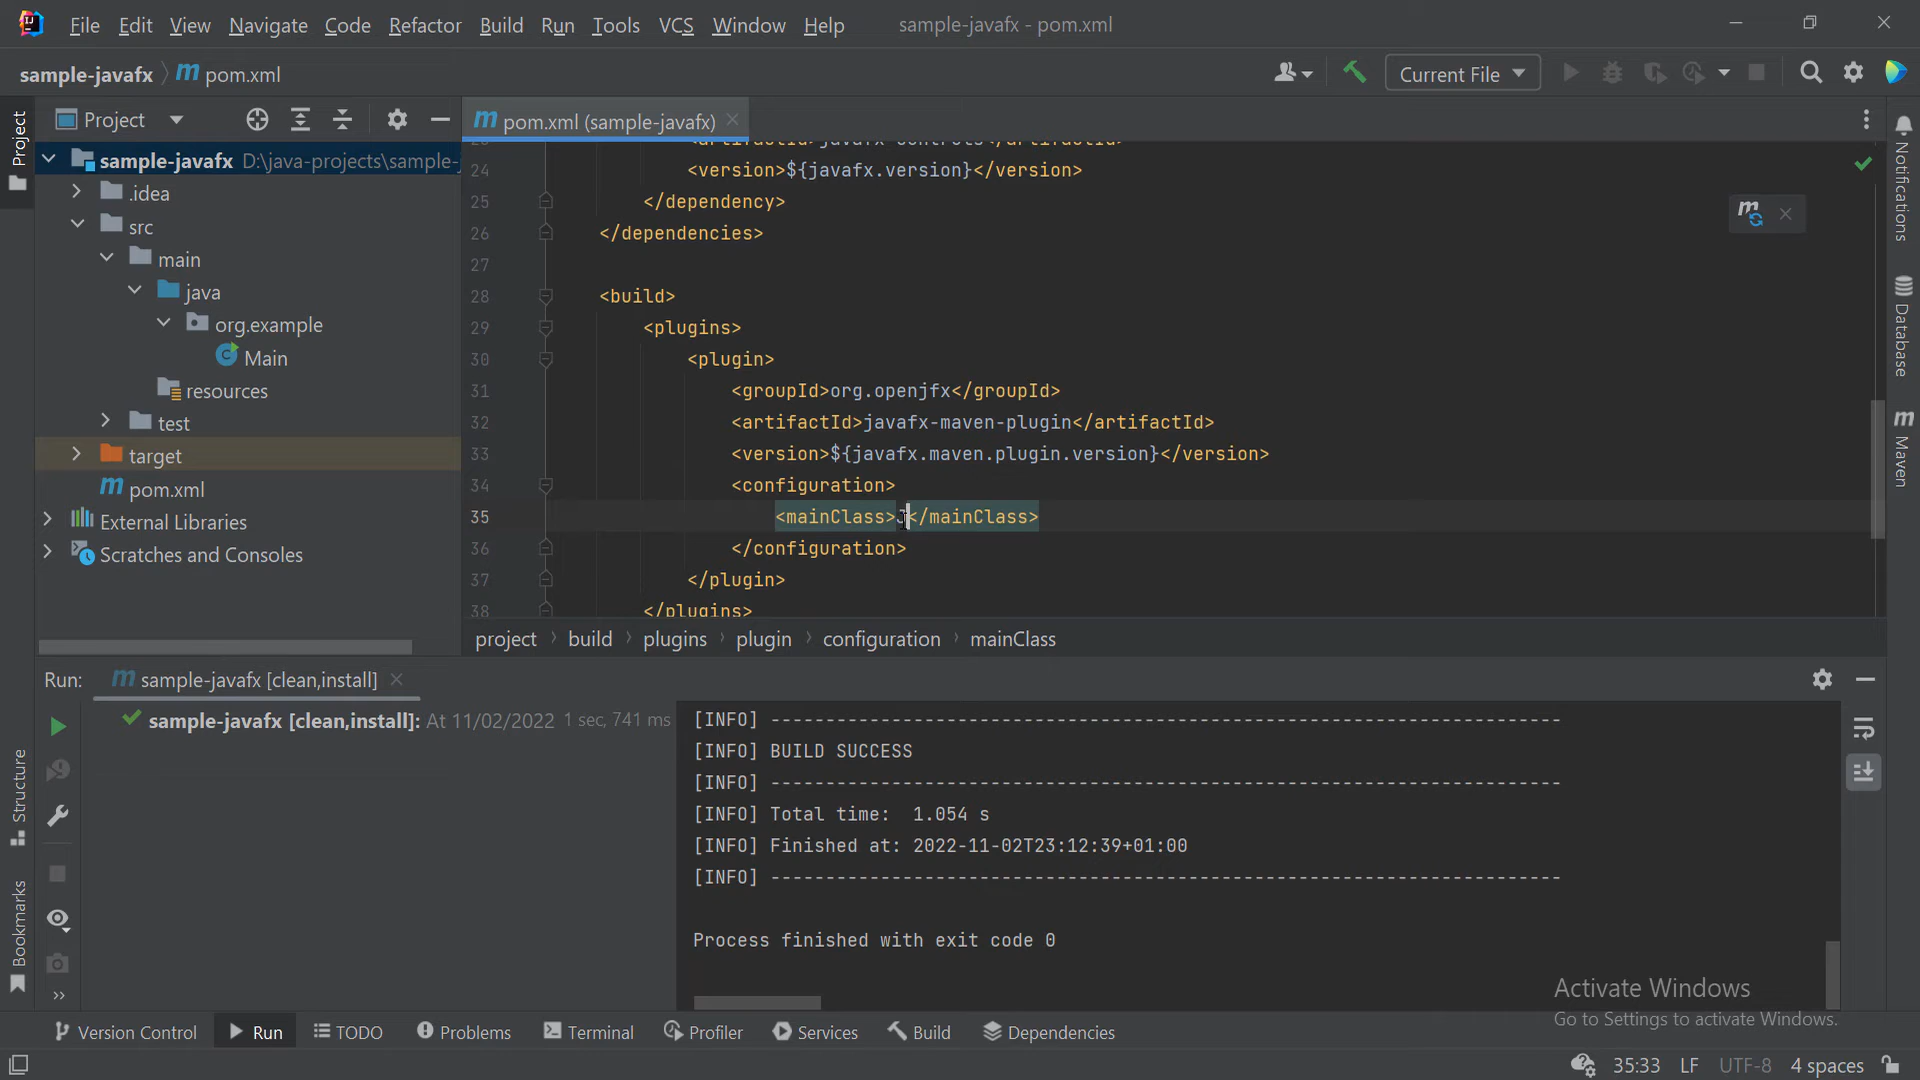 File Edit View Navigate Code Refactor Build Run Tools VCS Window Help sample-javafx - pom.xml
sample-javafx pom.xml Current File
Project pom.xml (sample-javafx)
sample-javafx D:\java-projects\sample-
.idea
src
main
java
org.example
Main
resources
test
target
pom.xml
External Libraries
Scratches and Consoles
23 <artifactId>javafx-controls</artifactId>
24 <version>${javafx.version}</version>
25 </dependency>
26 </dependencies>
27
28 <build>
29 <plugins>
30 <plugin>
31 <groupId>org.openjfx</groupId>
32 <artifactId>javafx-maven-plugin</artifactId>
33 <version>${javafx.maven.plugin.version}</version>
34 <configuration>
35 <mainClass></mainClass>
36 </configuration>
37 </plugin>
38 </plugins>
project build plugins plugin configuration mainClass
Run: sample-javafx [clean,install]
sample-javafx [clean,install]: At 11/02/2022 1 sec, 741 ms
[INFO] ------------------------------------------------------------------------
[INFO] BUILD SUCCESS
[INFO] ------------------------------------------------------------------------
[INFO] Total time: 1.054 s
[INFO] Finished at: 2022-11-02T23:12:39+01:00
[INFO] ------------------------------------------------------------------------
Process finished with exit code 0
Activate Windows
Go to Settings to activate Windows.
Version Control Run TODO Problems Terminal Profiler Services Build Dependencies
35:33 LF UTF-8 4 spaces
Project
Structure
Bookmarks
Notifications
Database
Maven